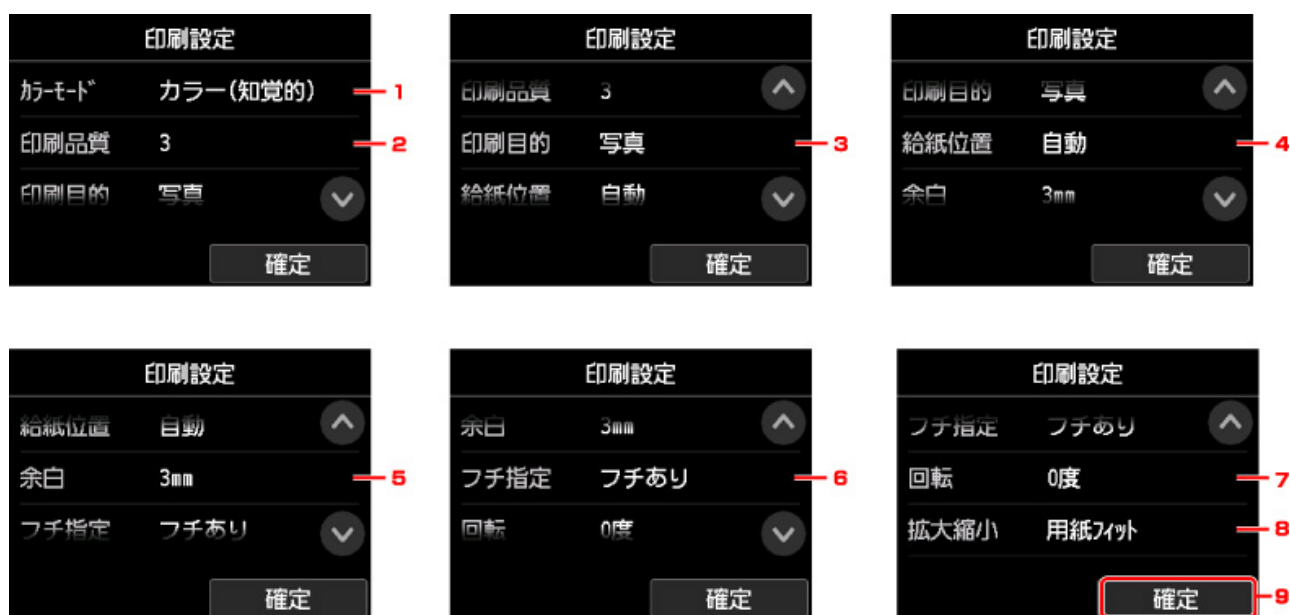 印刷設定
ｶﾗｰﾓｰﾄﾞ カラー(知覚的) 1
印刷品質 3 2
印刷目的 写真
確定
印刷設定
印刷品質 3
印刷目的 写真 3
給紙位置 自動
確定
印刷設定
印刷目的 写真
給紙位置 自動 4
余白 3mm
確定
印刷設定
給紙位置 自動
余白 3mm 5
フチ指定 フチあり
確定
印刷設定
余白 3mm
フチ指定 フチあり 6
回転 0度
確定
印刷設定
フチ指定 フチあり
回転 0度 7
拡大縮小 用紙ﾌｨｯﾄ 8
確定 9